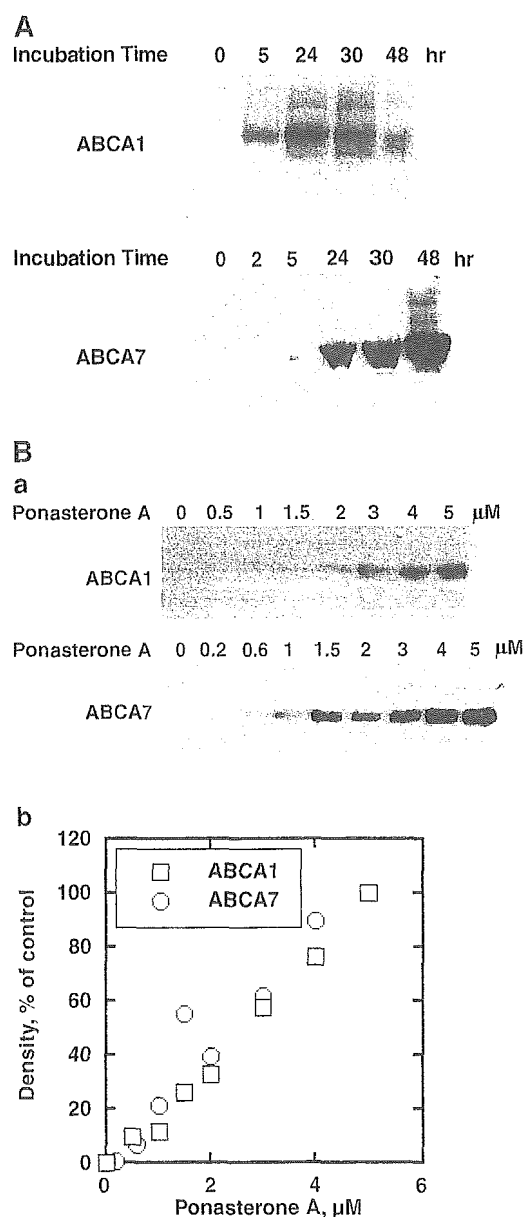 A
Incubation Time 0 5 24 30 48 hr
ABCA1
Incubation Time 0 2 5 24 30 48 hr
ABCA7
B
a
Ponasterone A 0 0.5 1 1.5 2 3 4 5 μM
ABCA1
Ponasterone A 0 0.2 0.6 1 1.5 2 3 4 5 μM
ABCA7
b
120
100
80
60
40
20
0
Density, % of control
ABCA1
ABCA7
0 2 4 6
Ponasterone A, μM